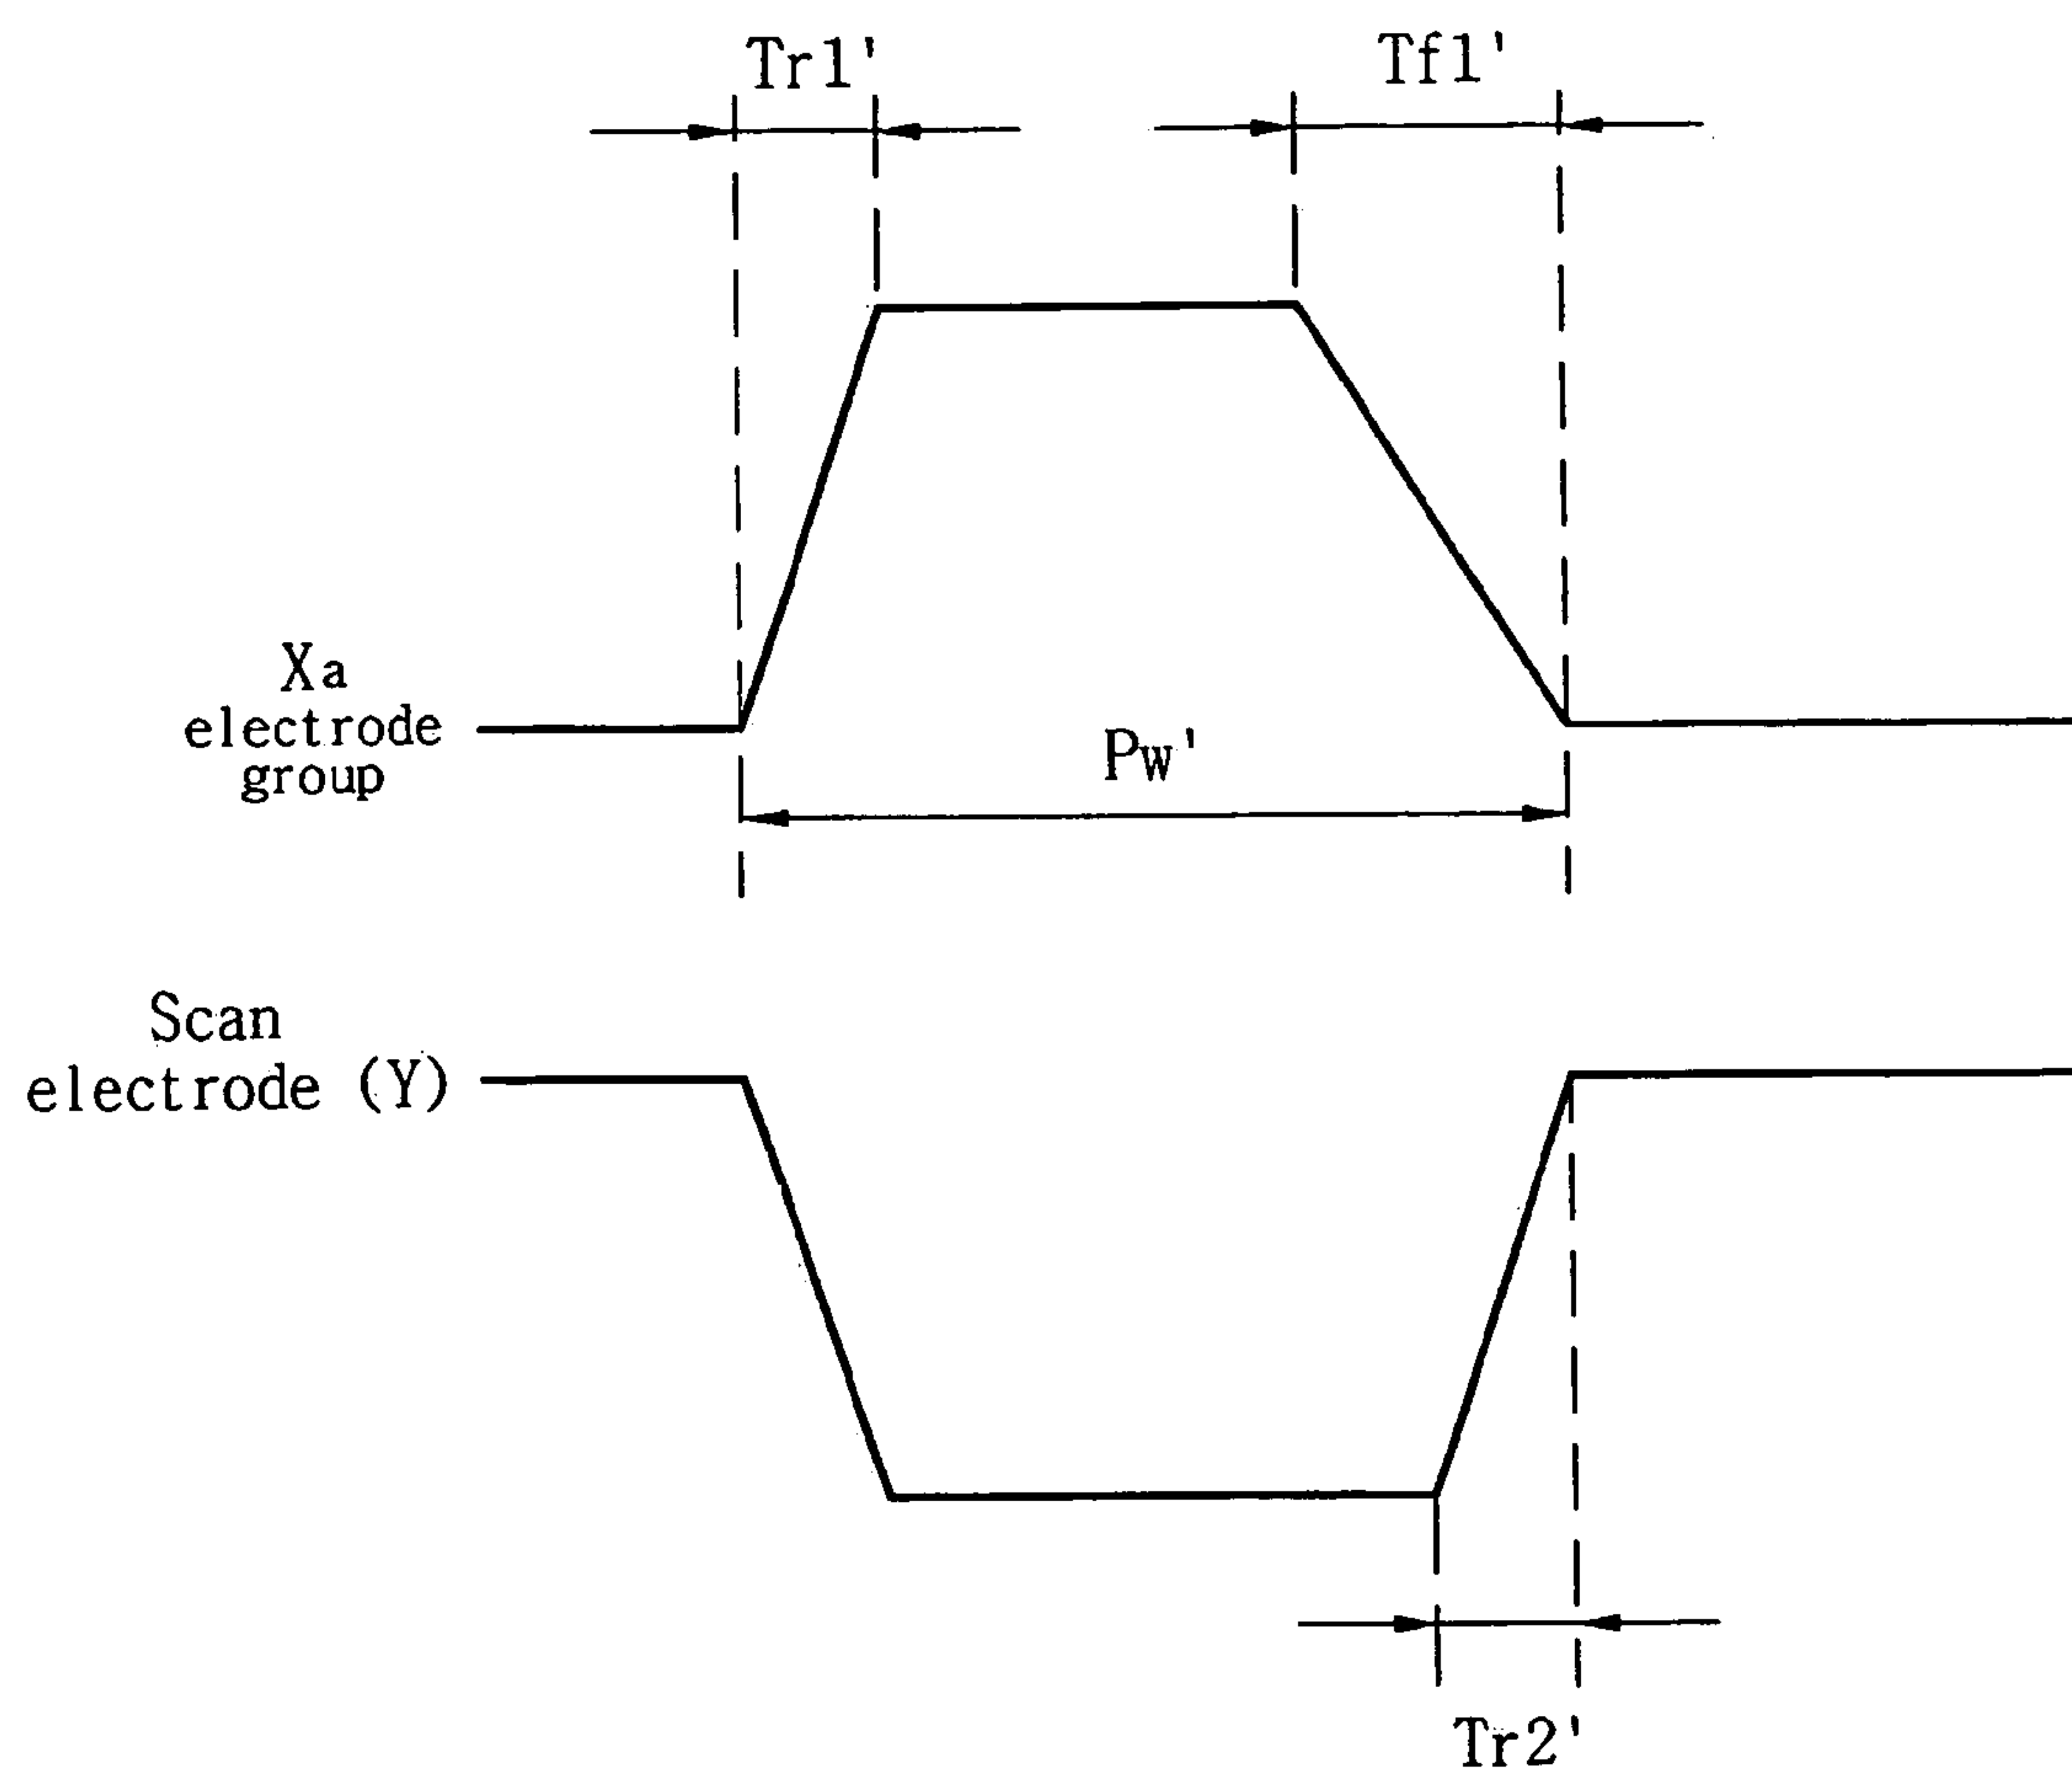 Tr1'
Tf1'
Xa
electrode
group
Pw'
Scan
electrode (Y)
Tr2'